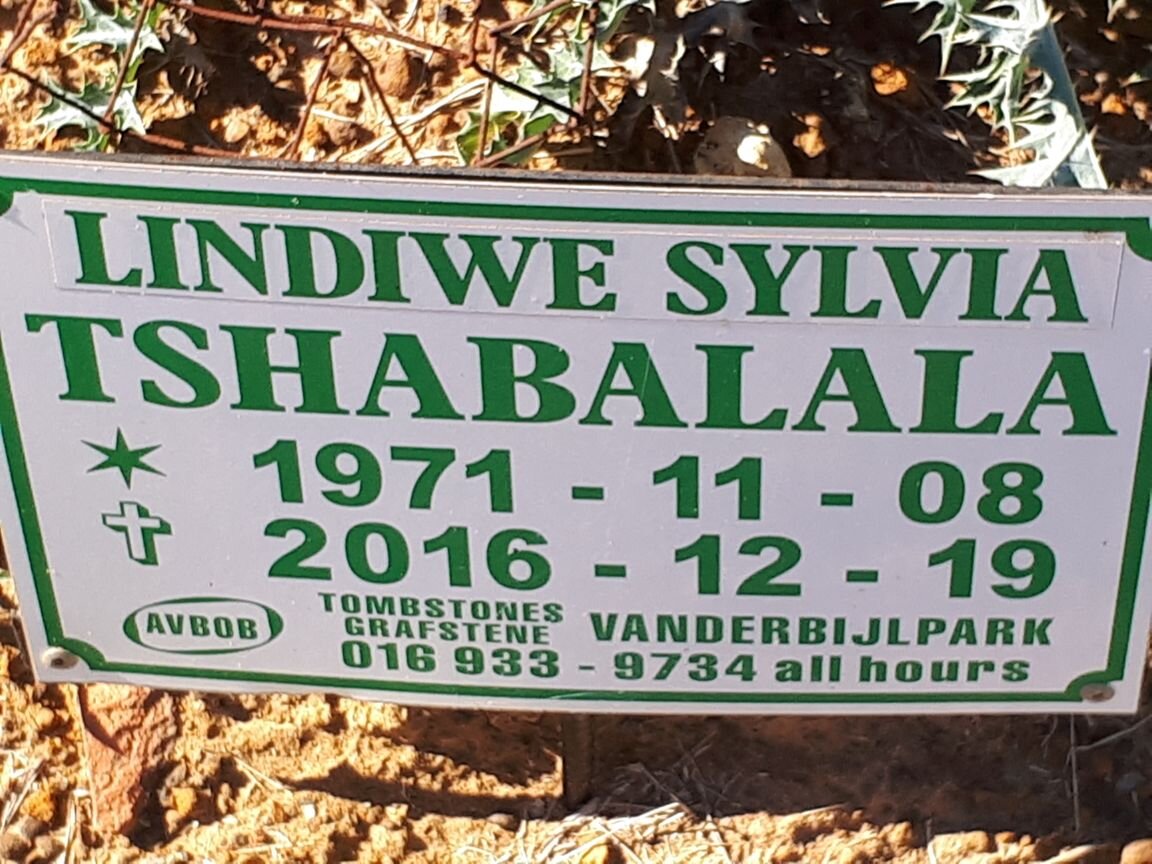 LINDIWE SYLVIA
TSHABALALA
1971 - 11 - 08
2016 - 12 - 19
AVBOB
TOMBSTONES
GRAFSTENE
VANDERBIJLPARK
016 933 - 9734 all hours